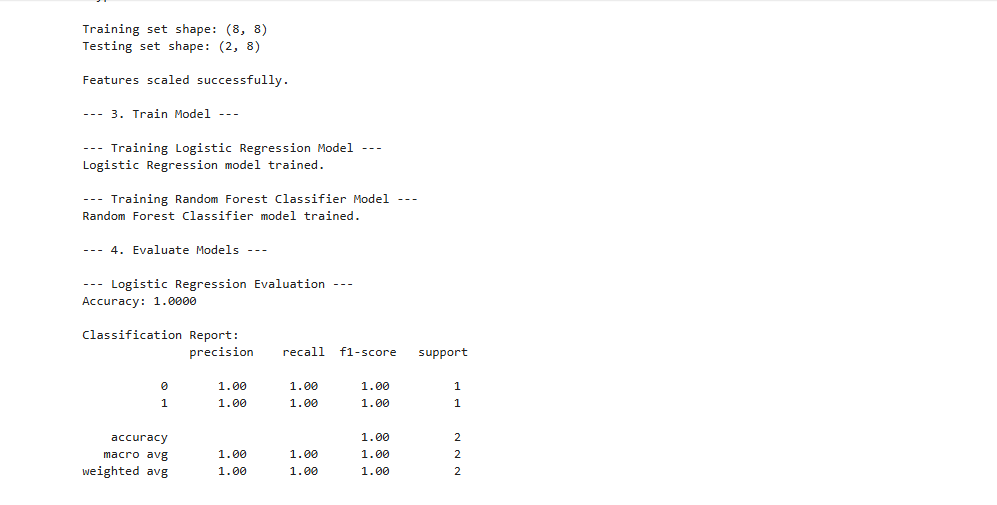 Training set shape: (8, 8)
Testing set shape: (2, 8)
Features scaled successfully.
--- 3. Train Model ---
--- Training Logistic Regression Model ---
Logistic Regression model trained.
--- Training Random Forest Classifier Model ---
Random Forest Classifier model trained.
--- 4. Evaluate Models ---
--- Logistic Regression Evaluation ---
Accuracy: 1.0000
Classification Report:
precision recall f1-score support
0 1.00 1.00 1.00 1
1 1.00 1.00 1.00 1
accuracy 1.00 2
macro avg 1.00 1.00 1.00 2
weighted avg 1.00 1.00 1.00 2